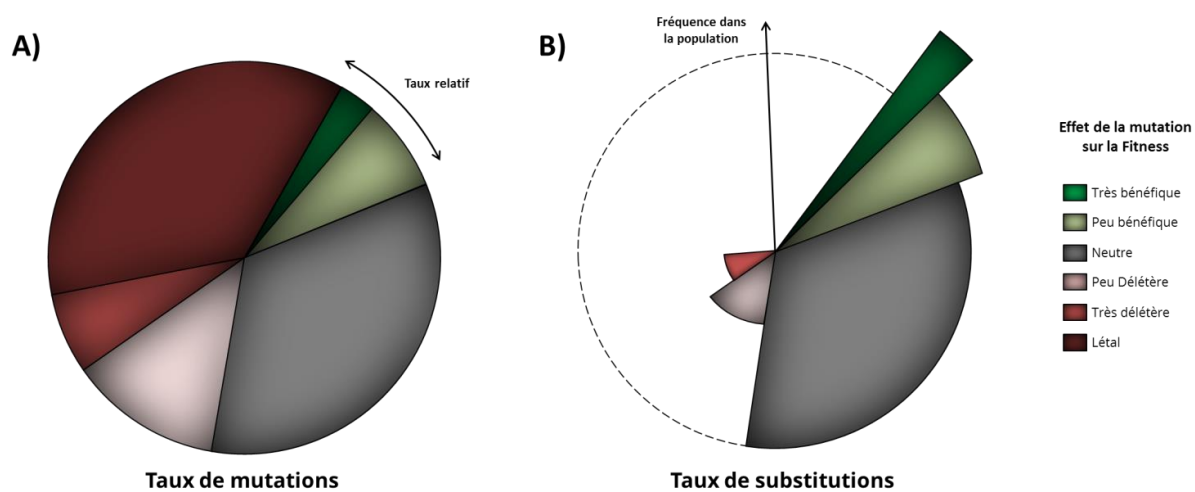 A)
Taux relatif
Taux de mutations
B)
Fréquence dans
la population
Taux de substitutions
Effet de la mutation
sur la Fitness
Très bénéfique
Peu bénéfique
Neutre
Peu Délétère
Très délétère
Létal